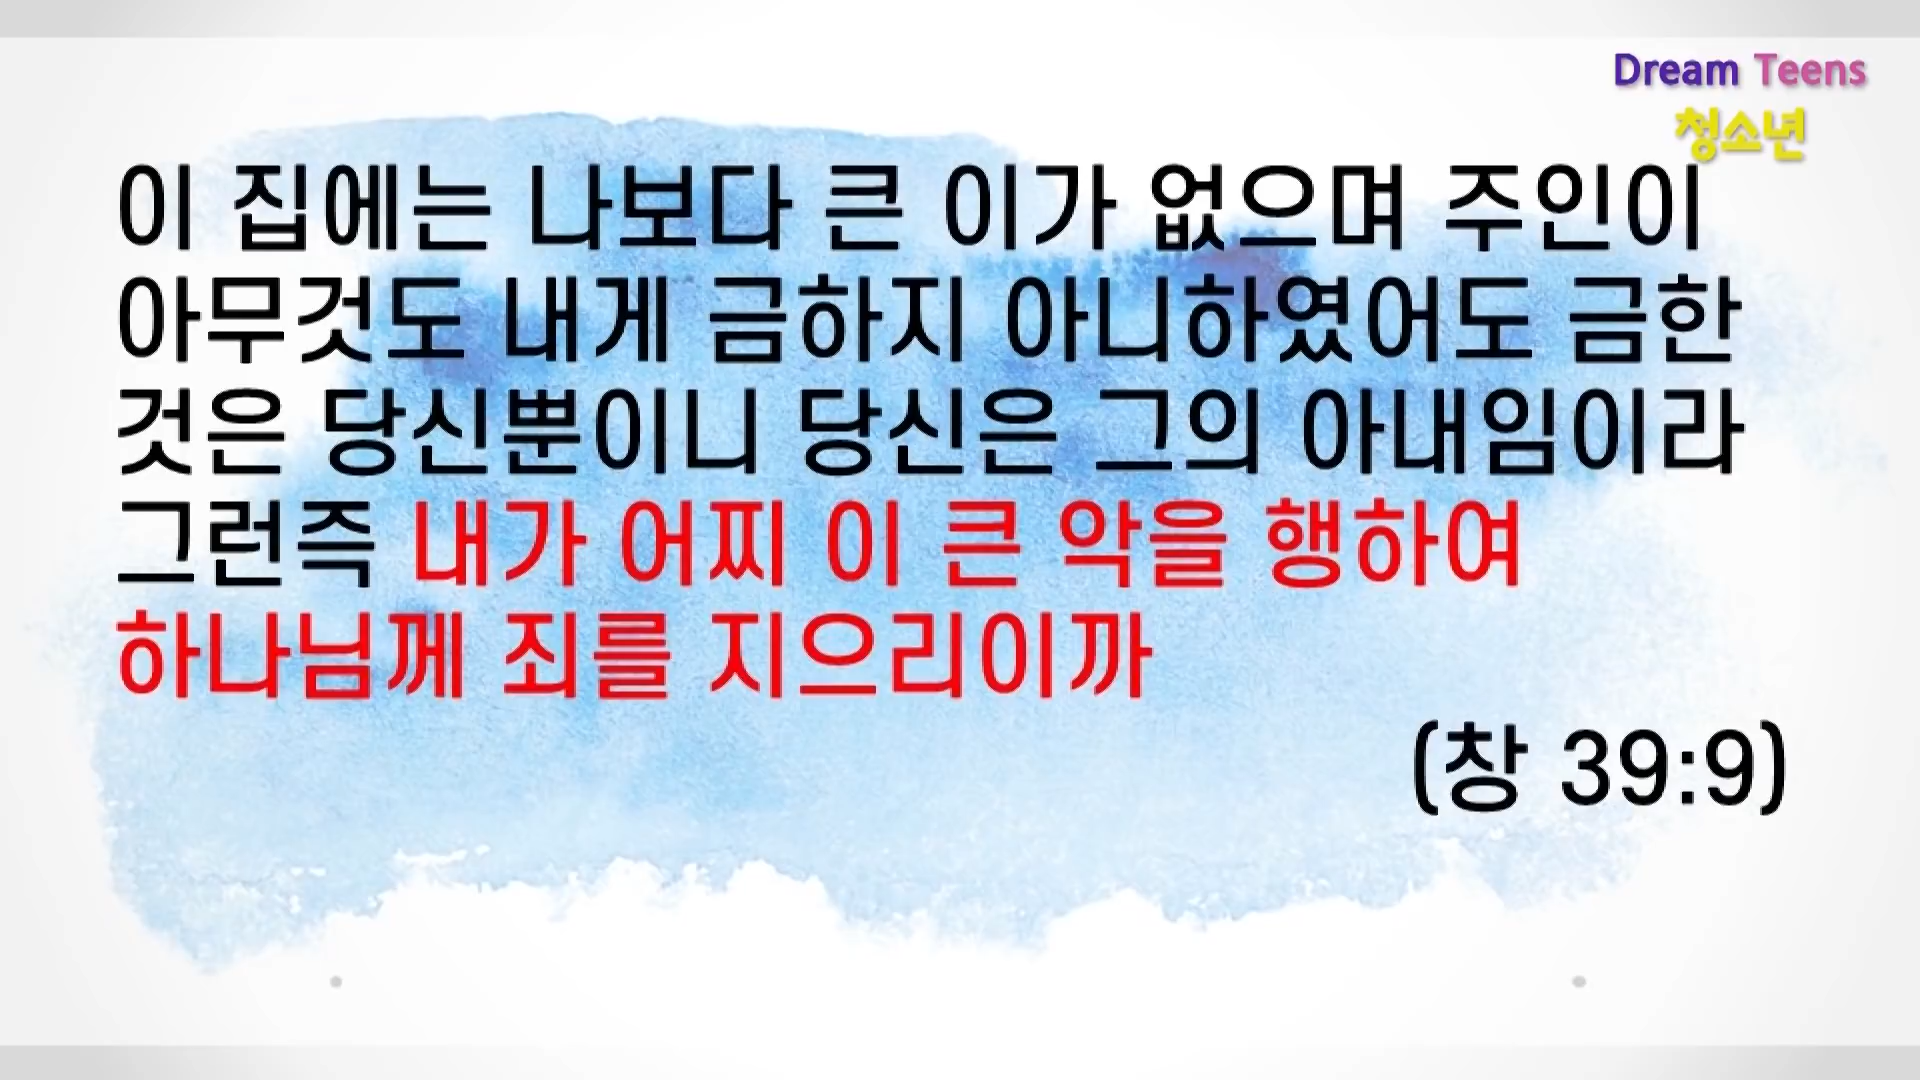 Dream Teens
청소년
이 집에는 나보다 큰 이가 없으며 주인이
아무것도 내게 금하지 아니하였어도 금한
것은 당신뿐이니 당신은 그의 아내임이라
그런즉 내가 어찌 이 큰 악을 행하여
하나님께 죄를 지으리이까
(창 39:9)